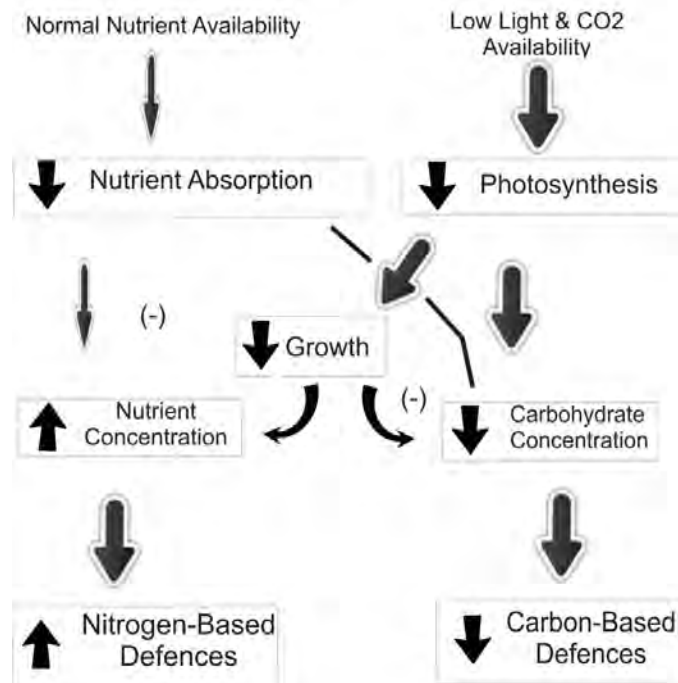 Normal Nutrient Availability
Low Light & CO2
Availability
Nutrient Absorption
Photosynthesis
(-)
Growth
(-)
Nutrient
Concentration
Carbohydrate
Concentration
Nitrogen-Based
Defences
Carbon-Based
Defences